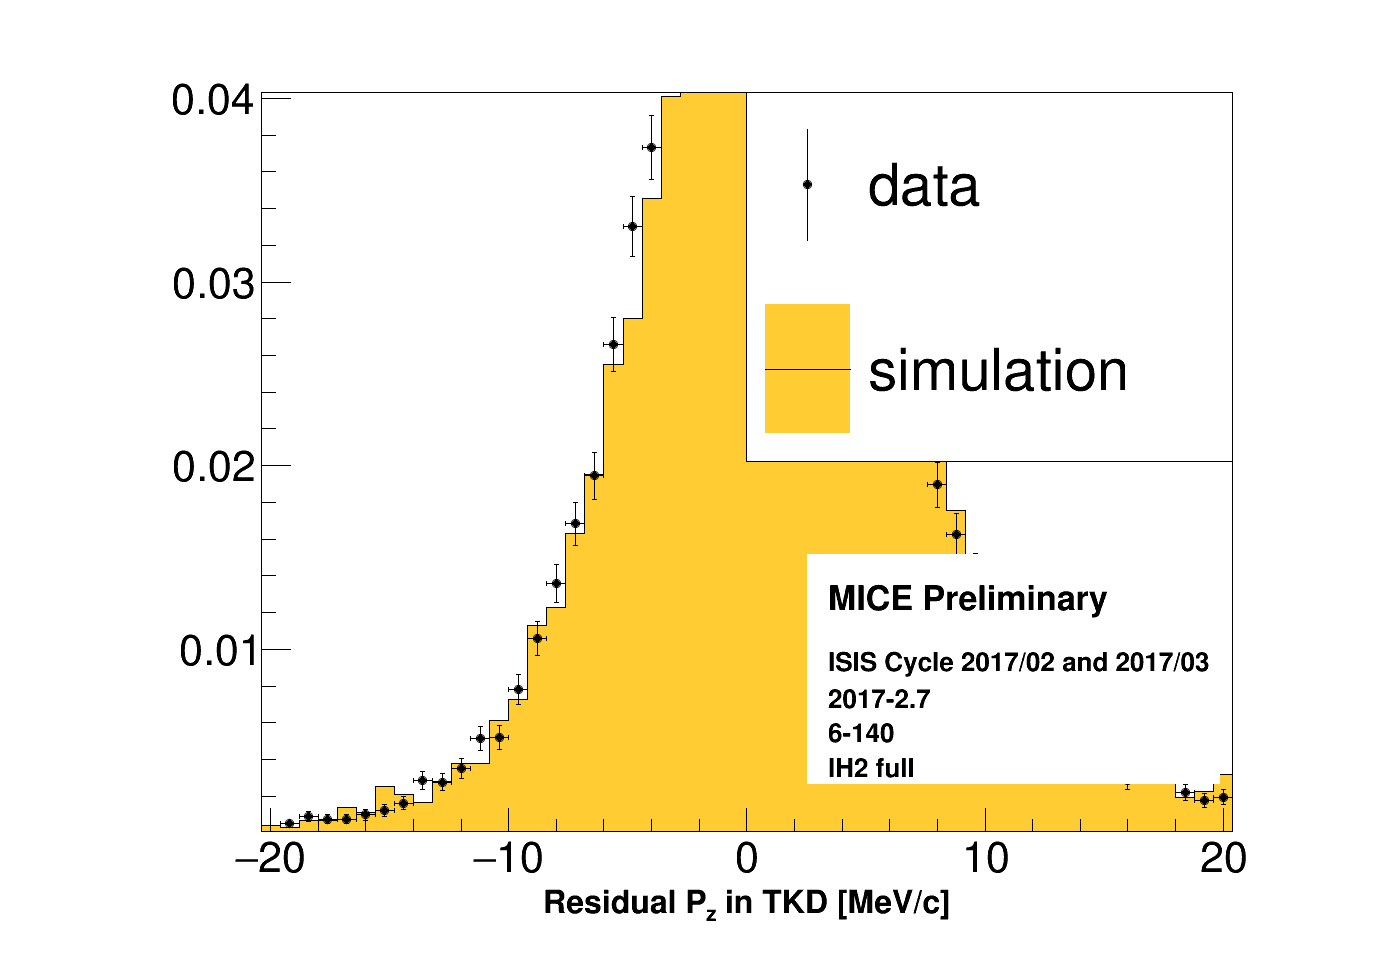 0.04
0.03
0.02
0.01
data
simulation
MICE Preliminary
ISIS Cycle 2017/02 and 2017/03
2017-2.7
6-140
IH2 full
−20
−10
0
10
20
Residual Pz in TKD [MeV/c]